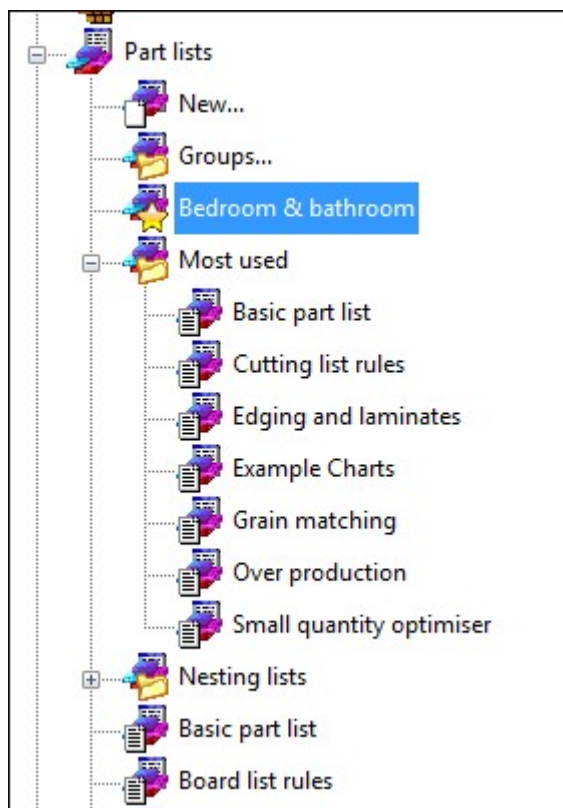 Part lists
New...
Groups...
Bedroom & bathroom
Most used
Basic part list
Cutting list rules
Edging and laminates
Example Charts
Grain matching
Over production
Small quantity optimiser
Nesting lists
Basic part list
Board list rules